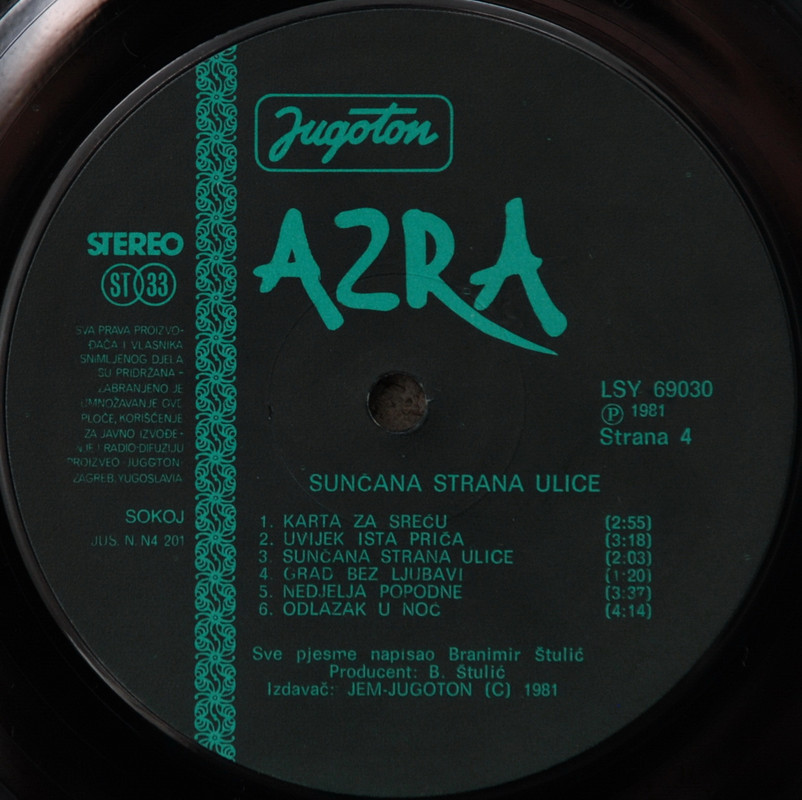 Jugoton
AZRA
STEREO
ST 33
SVA PRAVA PROIZVO-
ĐAČA I VLASNIKA
SNIMLJENOG DJELA
SU PRIDRŽANA -
ZABRANJENO JE
UMNOŽAVANJE OVE
PLOČE, KORIŠČENJE
ZA JAVNO IZVOĐE-
NJE I RADIO-DIFUZIJU
PROIZVEO JUGOTON
ZAGREB, YUGOSLAVIA
SOKOJ
JUS. N. N4 201
LSY 69030
Ⓟ 1981
Strana 4
SUNČANA STRANA ULICE
1. KARTA ZA SREĆU (2:55)
2. UVIJEK ISTA PRIČA (3:18)
3. SUNČANA STRANA ULICE (2:03)
4. GRAD BEZ LJUBAVI (1:20)
5. NEDJELJA POPODNE (3:37)
6. ODLAZAK U NOĆ (4:14)
Sve pjesme napisao Branimir Štulić
Producent: B. Štulić
Izdavač: JEM-JUGOTON (C) 1981